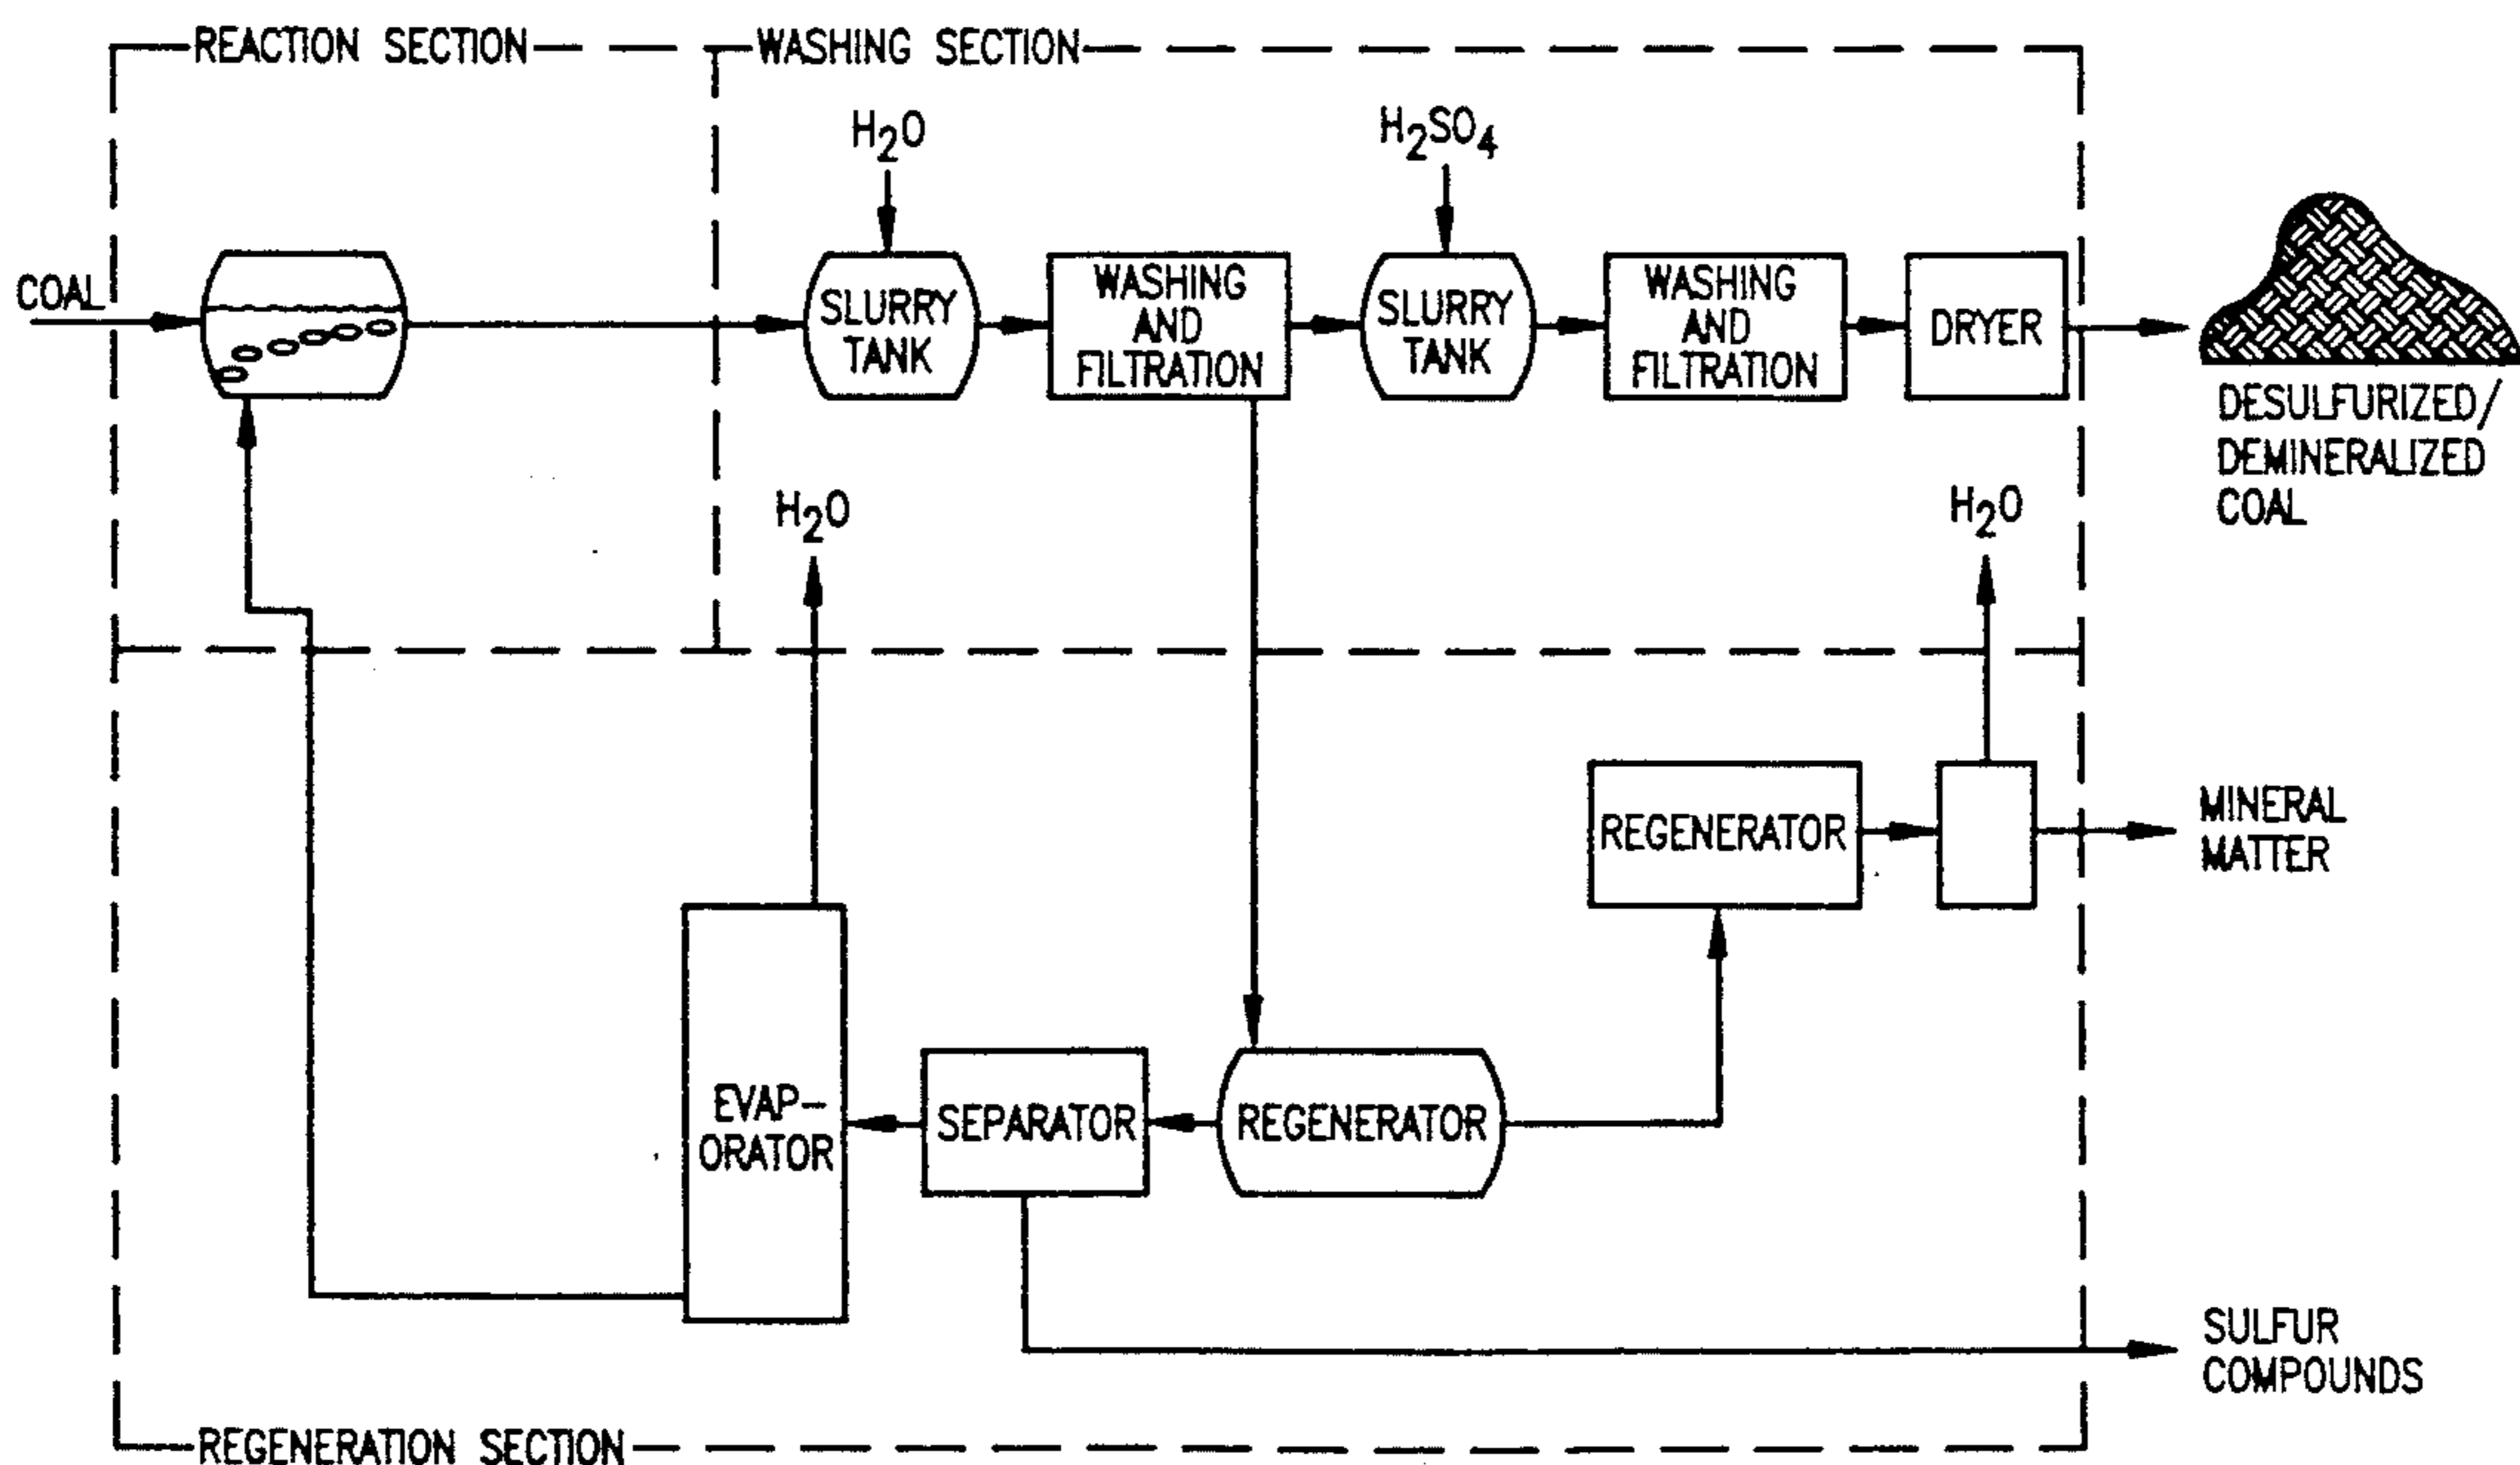 REACTION SECTION
WASHING SECTION
H2O
H2SO4
COAL
SLURRY
TANK
WASHING
AND
FILTRATION
SLURRY
TANK
WASHING
AND
FILTRATION
DRYER
DESULFURIZED/
DEMINERALIZED
COAL
H2O
H2O
REGENERATOR
MINERAL
MATTER
EVAP-
ORATOR
SEPARATOR
REGENERATOR
SULFUR
COMPOUNDS
REGENERATION SECTION